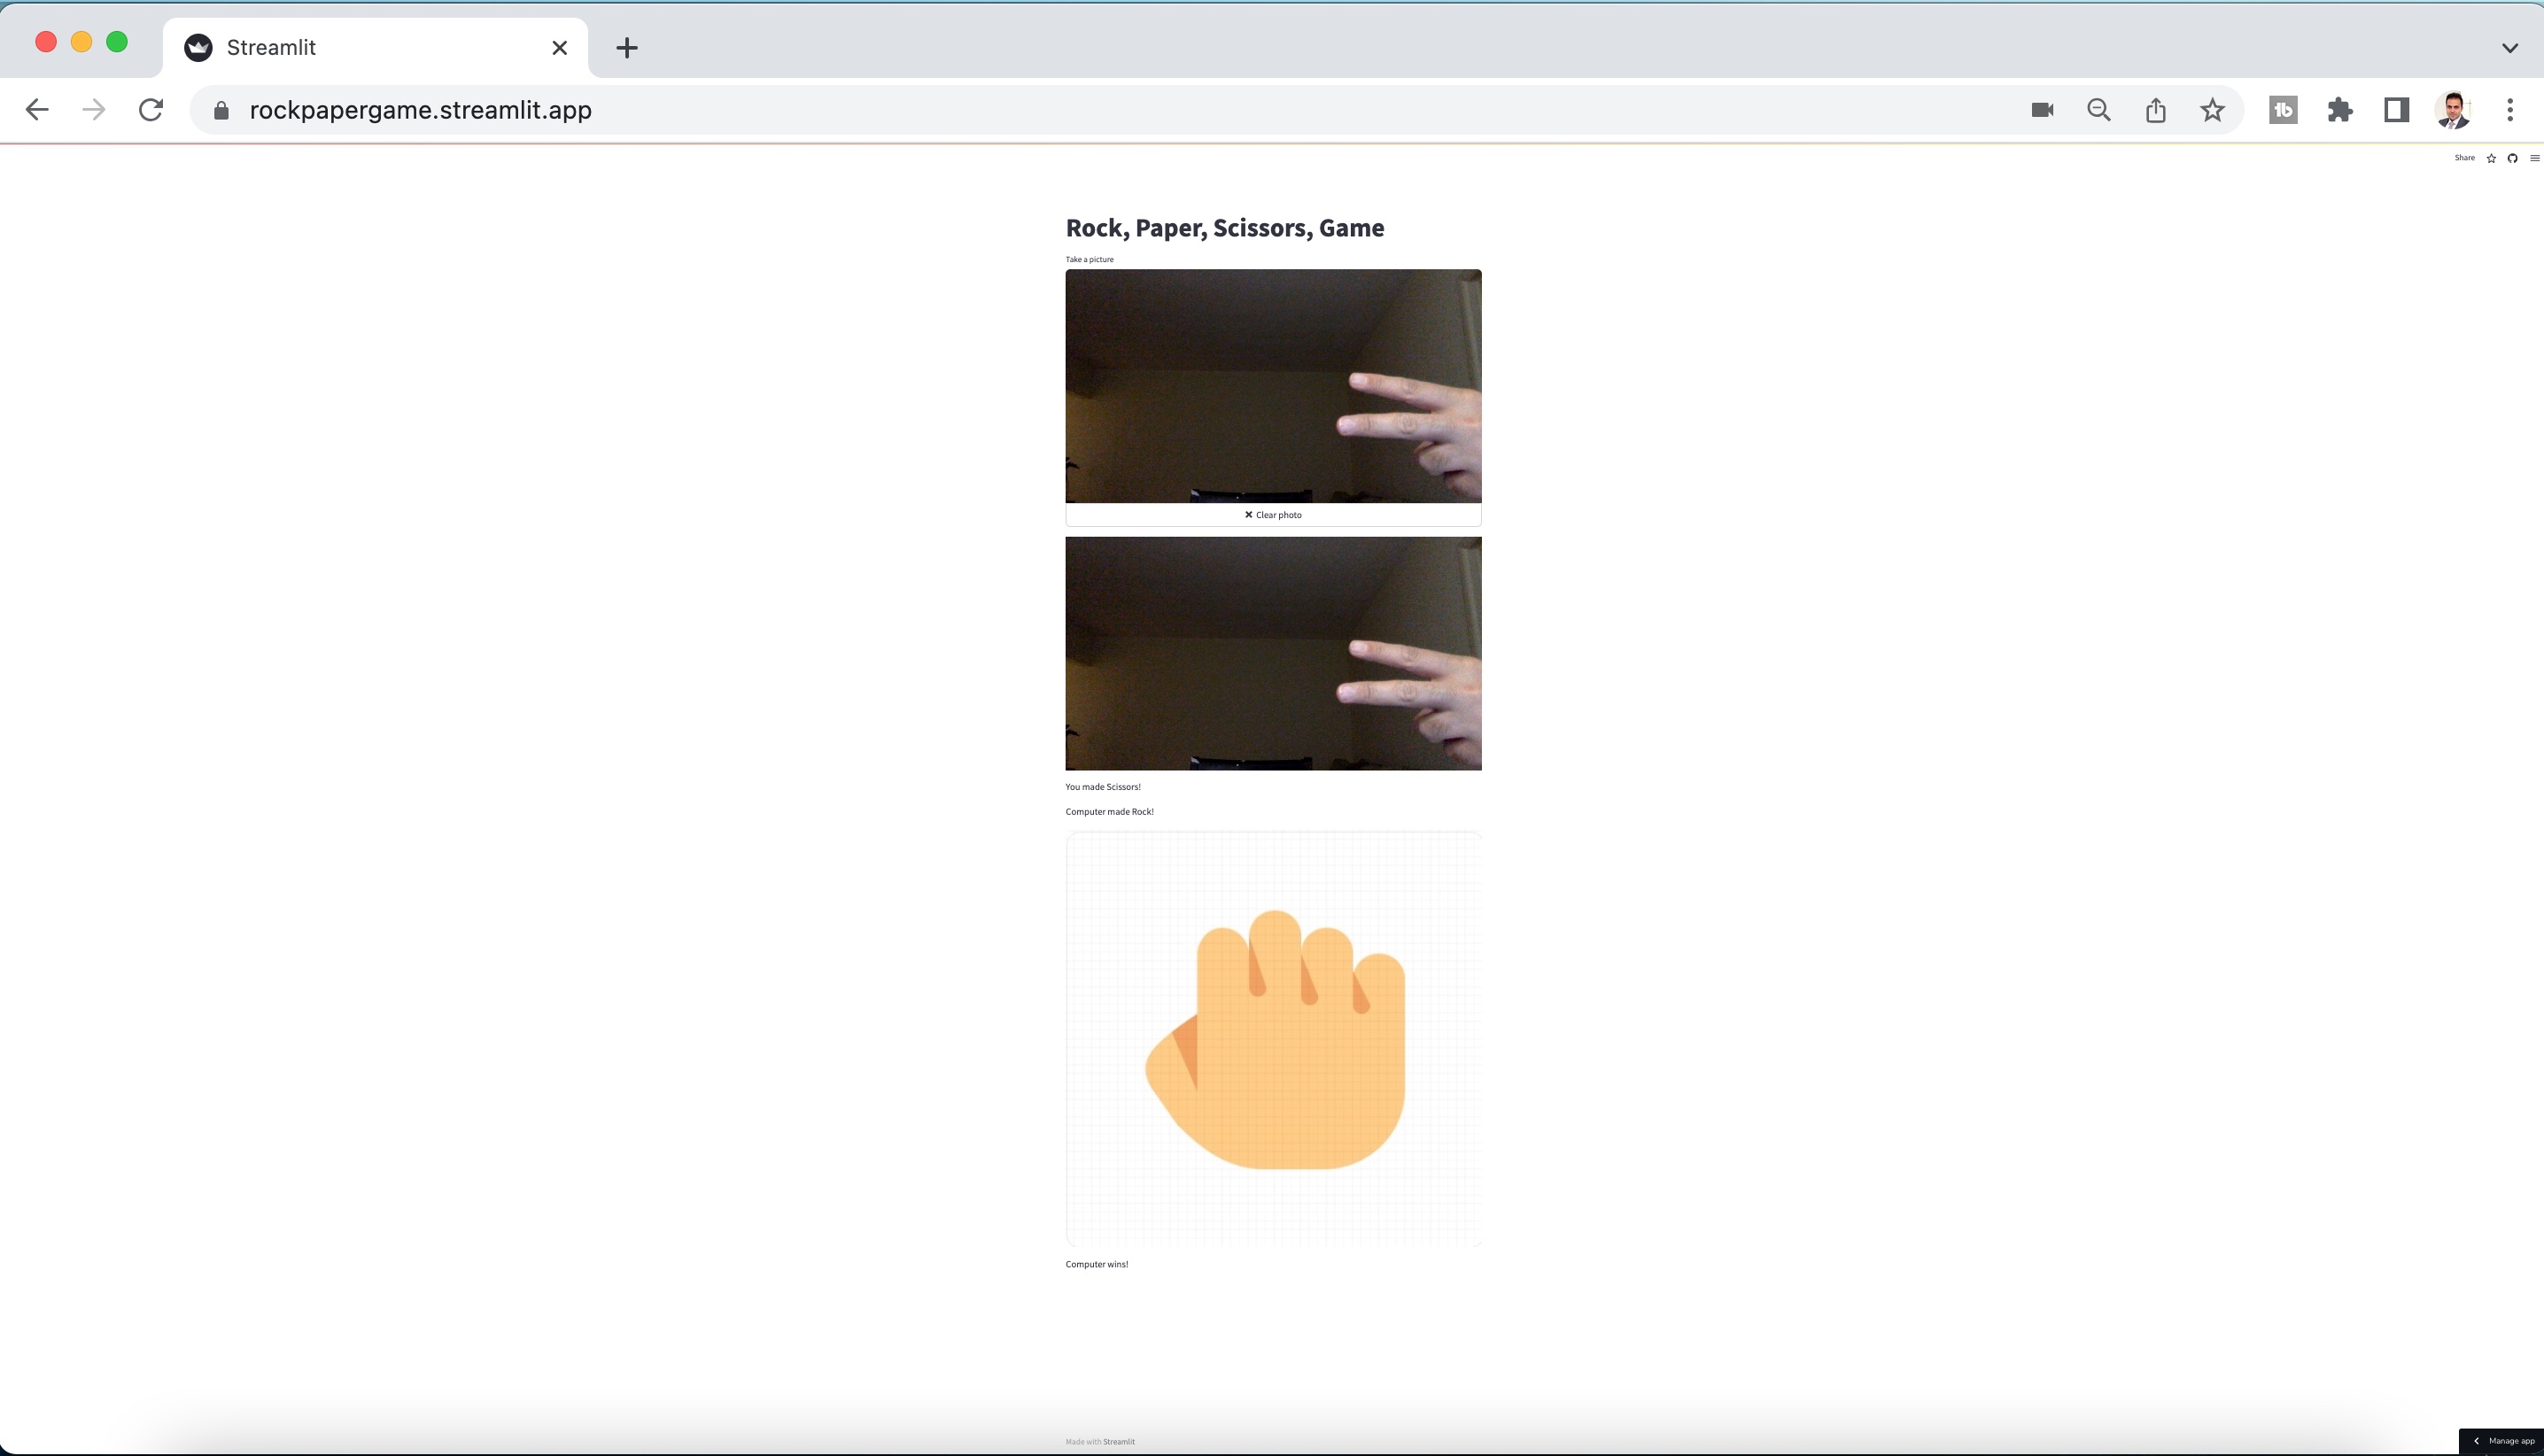 Streamlit
rockpapergame.streamlit.app
Share
Rock, Paper, Scissors, Game
Take a picture
Clear photo
You made Scissors!
Computer made Rock!
Computer wins!
Made with Streamlit
Manage app